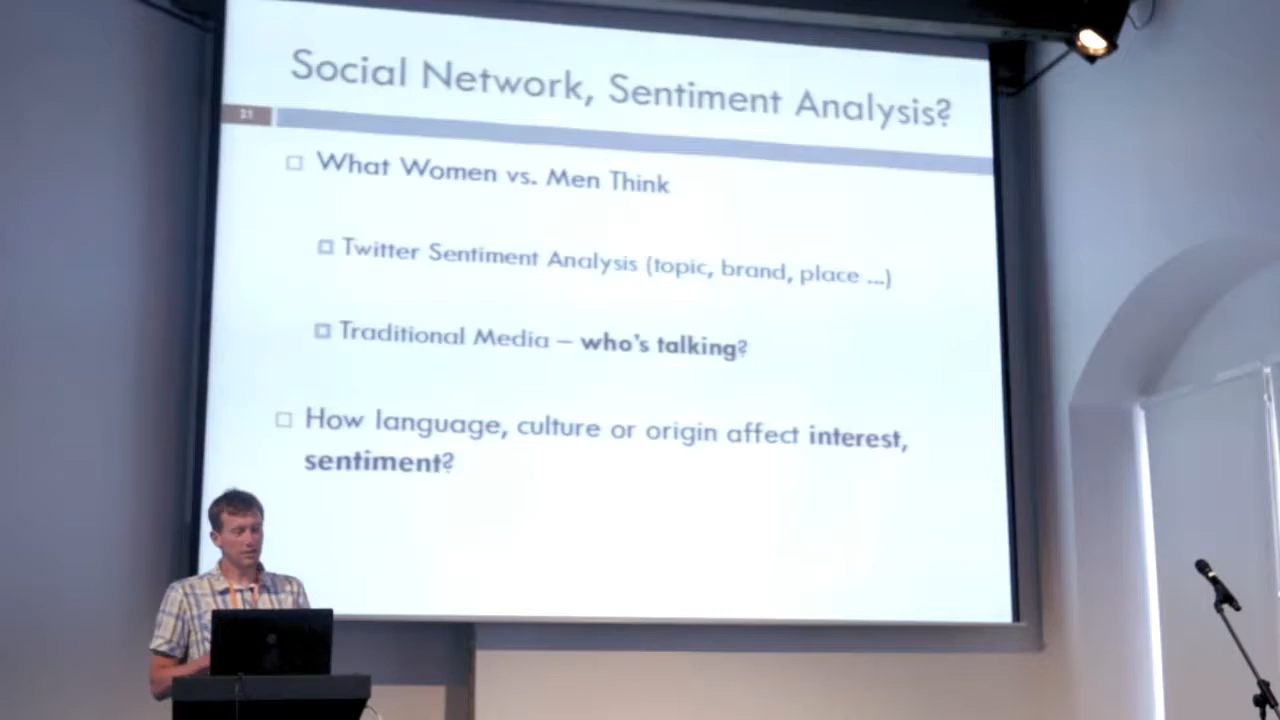 Social Network, Sentiment Analysis?
21
What Women vs. Men Think
Twitter Sentiment Analysis (topic, brand, place ...)
Traditional Media – who's talking?
How language, culture or origin affect interest,
sentiment?